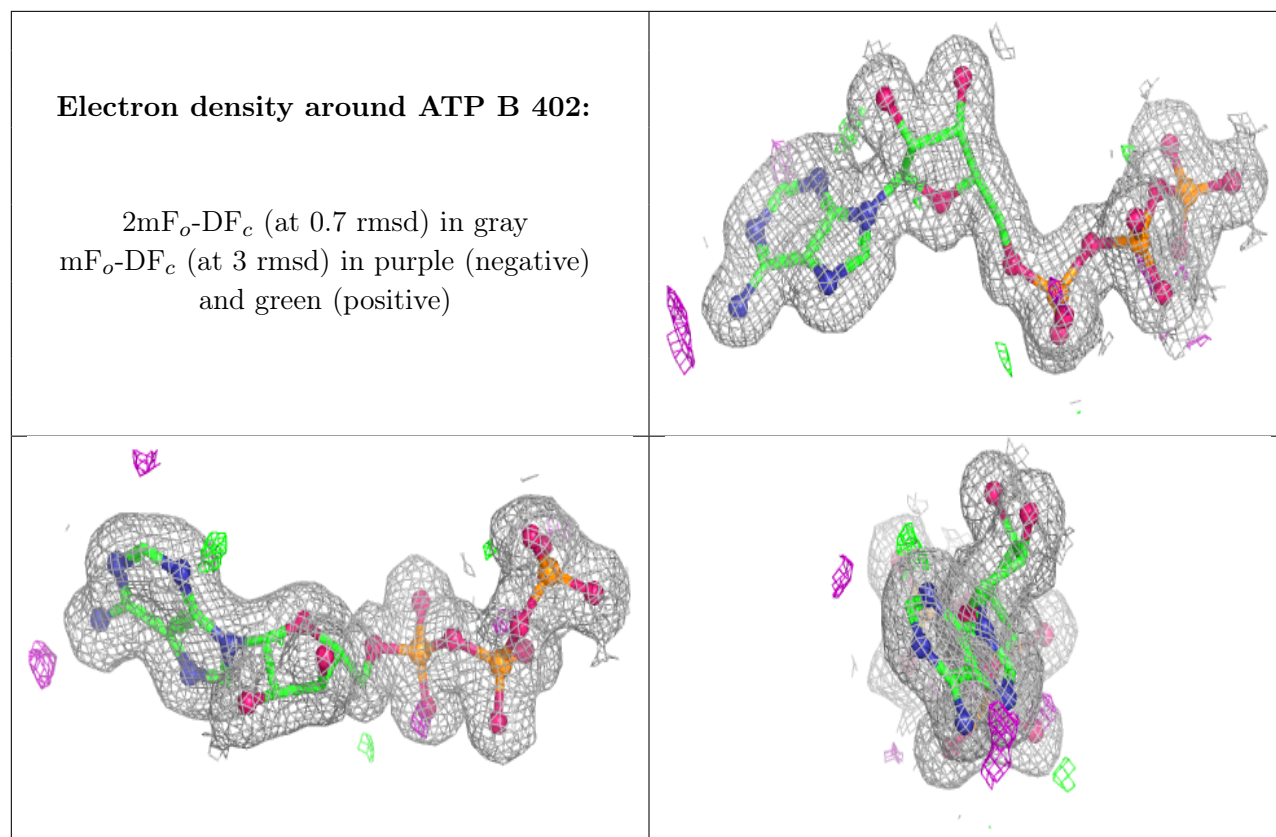 Electron density around ATP B 402:
2mFo-DFc (at 0.7 rmsd) in gray
mFo-DFc (at 3 rmsd) in purple (negative)
and green (positive)